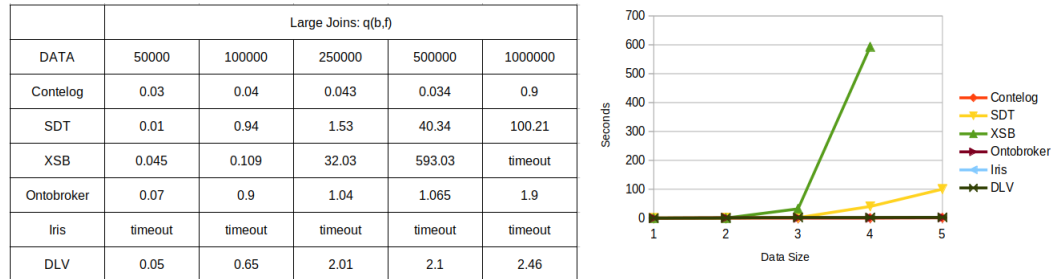 Large Joins: q(b,f)
DATA 50000 100000 250000 500000 1000000
Contelog 0.03 0.04 0.043 0.034 0.9
SDT 0.01 0.94 1.53 40.34 100.21
XSB 0.045 0.109 32.03 593.03 timeout
Ontobroker 0.07 0.9 1.04 1.065 1.9
Iris timeout timeout timeout timeout timeout
DLV 0.05 0.65 2.01 2.1 2.46
700
600
500
400
300
200
100
0
Seconds
1 2 3 4 5
Data Size
Contelog
SDT
XSB
Ontobroker
Iris
DLV